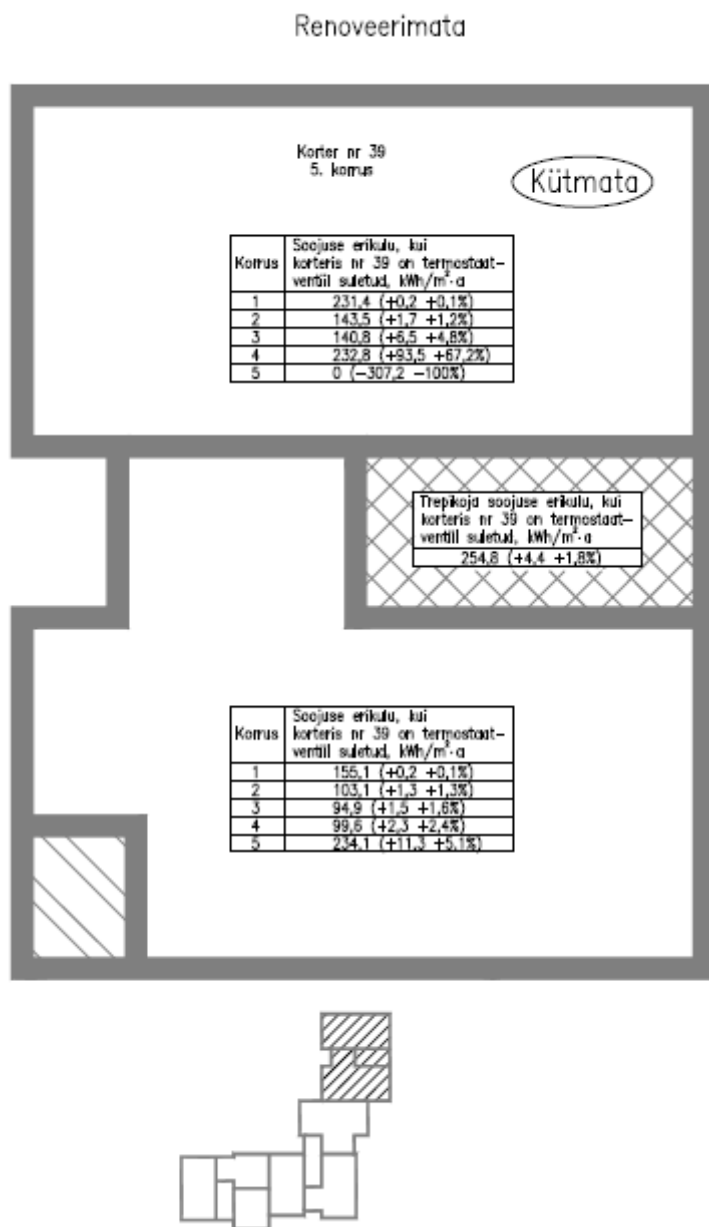 Renoveerimata
Korter nr 39
5. korrus
Kütmata
Korrus
Soojuse erikulu, kui
korteris nr 39 on termostaat-
ventiil suletud, kWh/m²·a
1 231,4 (+0,2 +0,1%)
2 143,5 (+1,7 +1,2%)
3 140,8 (+6,5 +4,8%)
4 232,8 (+93,5 +67,2%)
5 0 (-307,2 -100%)
Trepikoja soojuse erikulu, kui
korteris nr 39 on termostaat-
ventiil suletud, kWh/m²·a
254,8 (+4,4 +1,8%)
Korrus
Soojuse erikulu, kui
korteris nr 39 on termostaat-
ventiil suletud, kWh/m²·a
1 155,1 (+0,2 +0,1%)
2 103,1 (+1,3 +1,3%)
3 94,9 (+1,5 +1,6%)
4 99,6 (+2,3 +2,4%)
5 234,1 (+11,3 +5,1%)